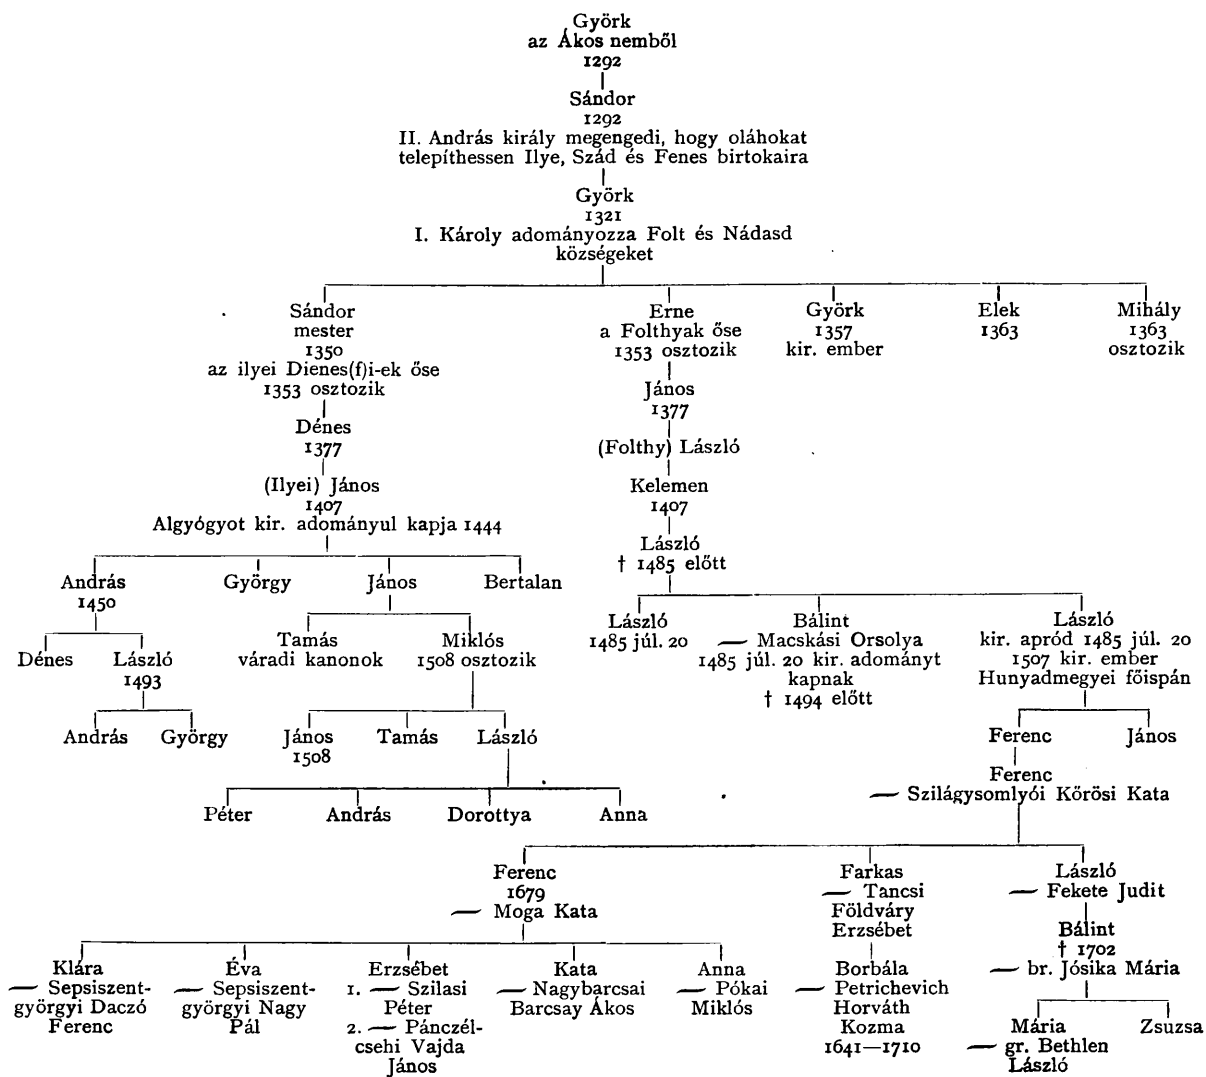 Györk
az Ákos nemből
1292
Sándor
1292
II. András király megengedi, hogy oláhokat
telepíthessen Ilye, Szád és Fenes birtokaira
Györk
1321
I. Károly adományozza Folt és Nádasd
községeket
Sándor
mester
1350
az ilyei Dienes(f)i-ek őse
1353 osztozik
Erne
a Folthyak őse
1353 osztozik
Györk
1357
kir. ember
Elek
1363
Mihály
1363
osztozik
Dénes
1377
János
1377
(Ilyei) János
1407
Algyógyot kir. adományul kapja 1444
(Folthy) László
Kelemen
1407
László
† 1485 előtt
András
1450
György
János
Bertalan
Dénes
László
1493
Tamás
váradi kanonok
Miklós
1508 osztozik
László
1485 júl. 20
Bálint
⁓ Macskási Orsolya
1485 júl. 20 kir. adományt
kapnak
† 1494 előtt
László
kir. apród 1485 júl. 20
1507 kir. ember
Hunyadmegyei főispán
András
György
János
1508
Tamás
László
Ferenc
János
Péter
András
Dorottya
Anna
Ferenc
⁓ Szilágysomlyói Körösi Kata
Ferenc
1679
⁓ Moga Kata
Farkas
⁓ Tancsi
Földváry
Erzsébet
László
⁓ Fekete Judit
Bálint
† 1702
⁓ br. Jósika Mária
Klára
⁓ Sepsiszent-
györgyi Daczó
Ferenc
Éva
⁓ Sepsiszent-
györgyi Nagy
Pál
Erzsébet
1. ⁓ Szilasi
Péter
2. ⁓ Pánczél-
csehi Vajda
János
Kata
⁓ Nagybarcsai
Barcsay Ákos
Anna
⁓ Pókai
Miklós
Borbála
⁓ Petrichevich
Horváth
Kozma
1641—1710
Mária
⁓ gr. Bethlen
László
Zsuzsa